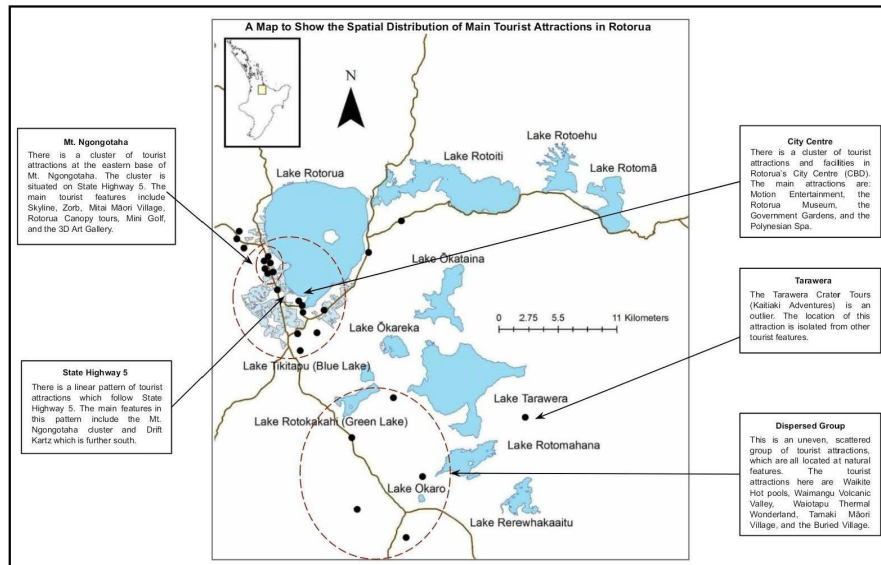 A Map to Show the Spatial Distribution of Main Tourist Attractions in Rotorua
Mt. Ngongotaha
There is a cluster of tourist
attractions at the eastern base of
Mt. Ngongotaha. The cluster is
situated on State Highway 5. The
main tourist features include
Skyline, Zorb, Mitai Māori Village,
Rotorua Canopy tours, Mini Golf,
and the 3D Art Gallery.
State Highway 5
There is a linear pattern of tourist
attractions which follow State
Highway 5. The main features in
this pattern include the Mt.
Ngongotaha cluster and Drift
Kartz which is further south.
N
Lake Rotorua
Lake Rotoiti
Lake Rotoehu
Lake Rotomā
Lake Ōkataina
Lake Ōkareka
0 2.75 5.5 11 Kilometers
Lake Tikitapu (Blue Lake)
Lake Tarawera
Lake Rotokakahi (Green Lake)
Lake Rotomahana
Lake Okaro
Lake Rerewhakaaitu
City Centre
There is a cluster of tourist
attractions and facilities in
Rotorua's City Centre (CBD).
The main attractions are:
Motion Entertainment, the
Rotorua Museum, the
Government Gardens, and the
Polynesian Spa.
Tarawera
The Tarawera Crater Tours
(Kaitiaki Adventures) is an
outlier. The location of this
attraction is isolated from other
tourist features.
Dispersed Group
This is an uneven, scattered
group of tourist attractions,
which are all located at natural
features. The tourist
attractions here are Waikite
Hot pools, Waimangu Volcanic
Valley, Waiotapu Thermal
Wonderland, Tamaki Māori
Village, and the Buried Village.